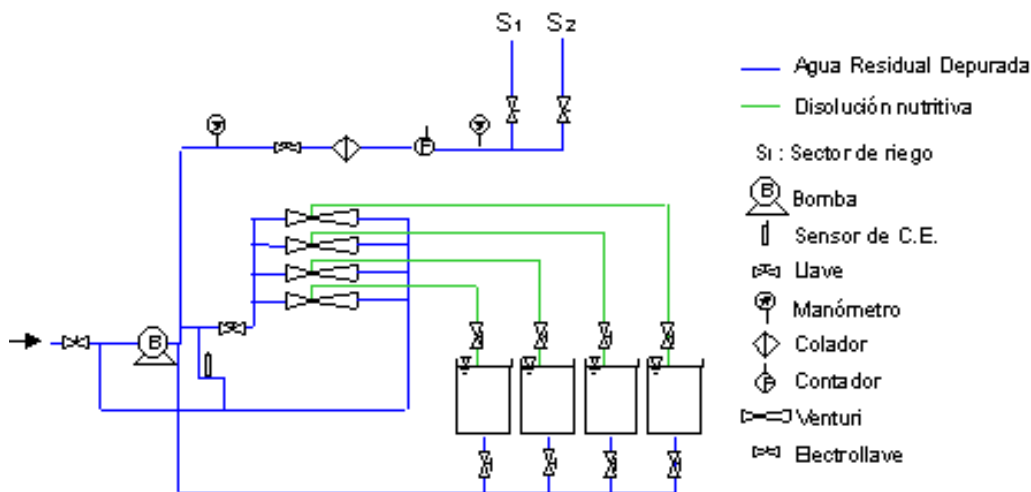 S1 S2
Agua Residual Depurada
Disolución nutritiva
Si : Sector de riego
B Bomba
Sensor de C.E.
Llave
Manómetro
Colador
F Contador
Venturi
Electrollave
F
B